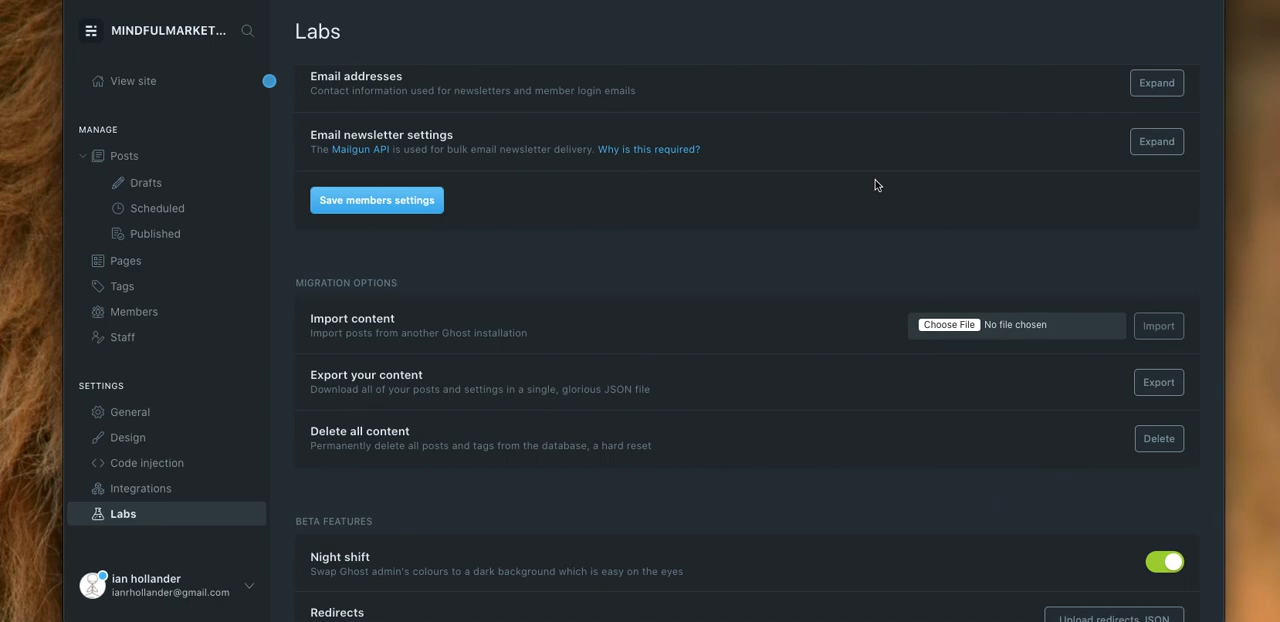 MINDFULMARKET...
View site
MANAGE
Posts
Drafts
Scheduled
Published
Pages
Tags
Members
Staff
SETTINGS
General
Design
Code injection
Integrations
Labs
ian hollander
ianrhollander@gmail.com
Labs
Email addresses
Contact information used for newsletters and member login emails
Expand
Email newsletter settings
The Mailgun API is used for bulk email newsletter delivery. Why is this required?
Expand
Save members settings
MIGRATION OPTIONS
Import content
Import posts from another Ghost installation
Choose File No file chosen
Import
Export your content
Download all of your posts and settings in a single, glorious JSON file
Export
Delete all content
Permanently delete all posts and tags from the database, a hard reset
Delete
BETA FEATURES
Night shift
Swap Ghost admin's colours to a dark background which is easy on the eyes
Redirects
Upload redirects JSON